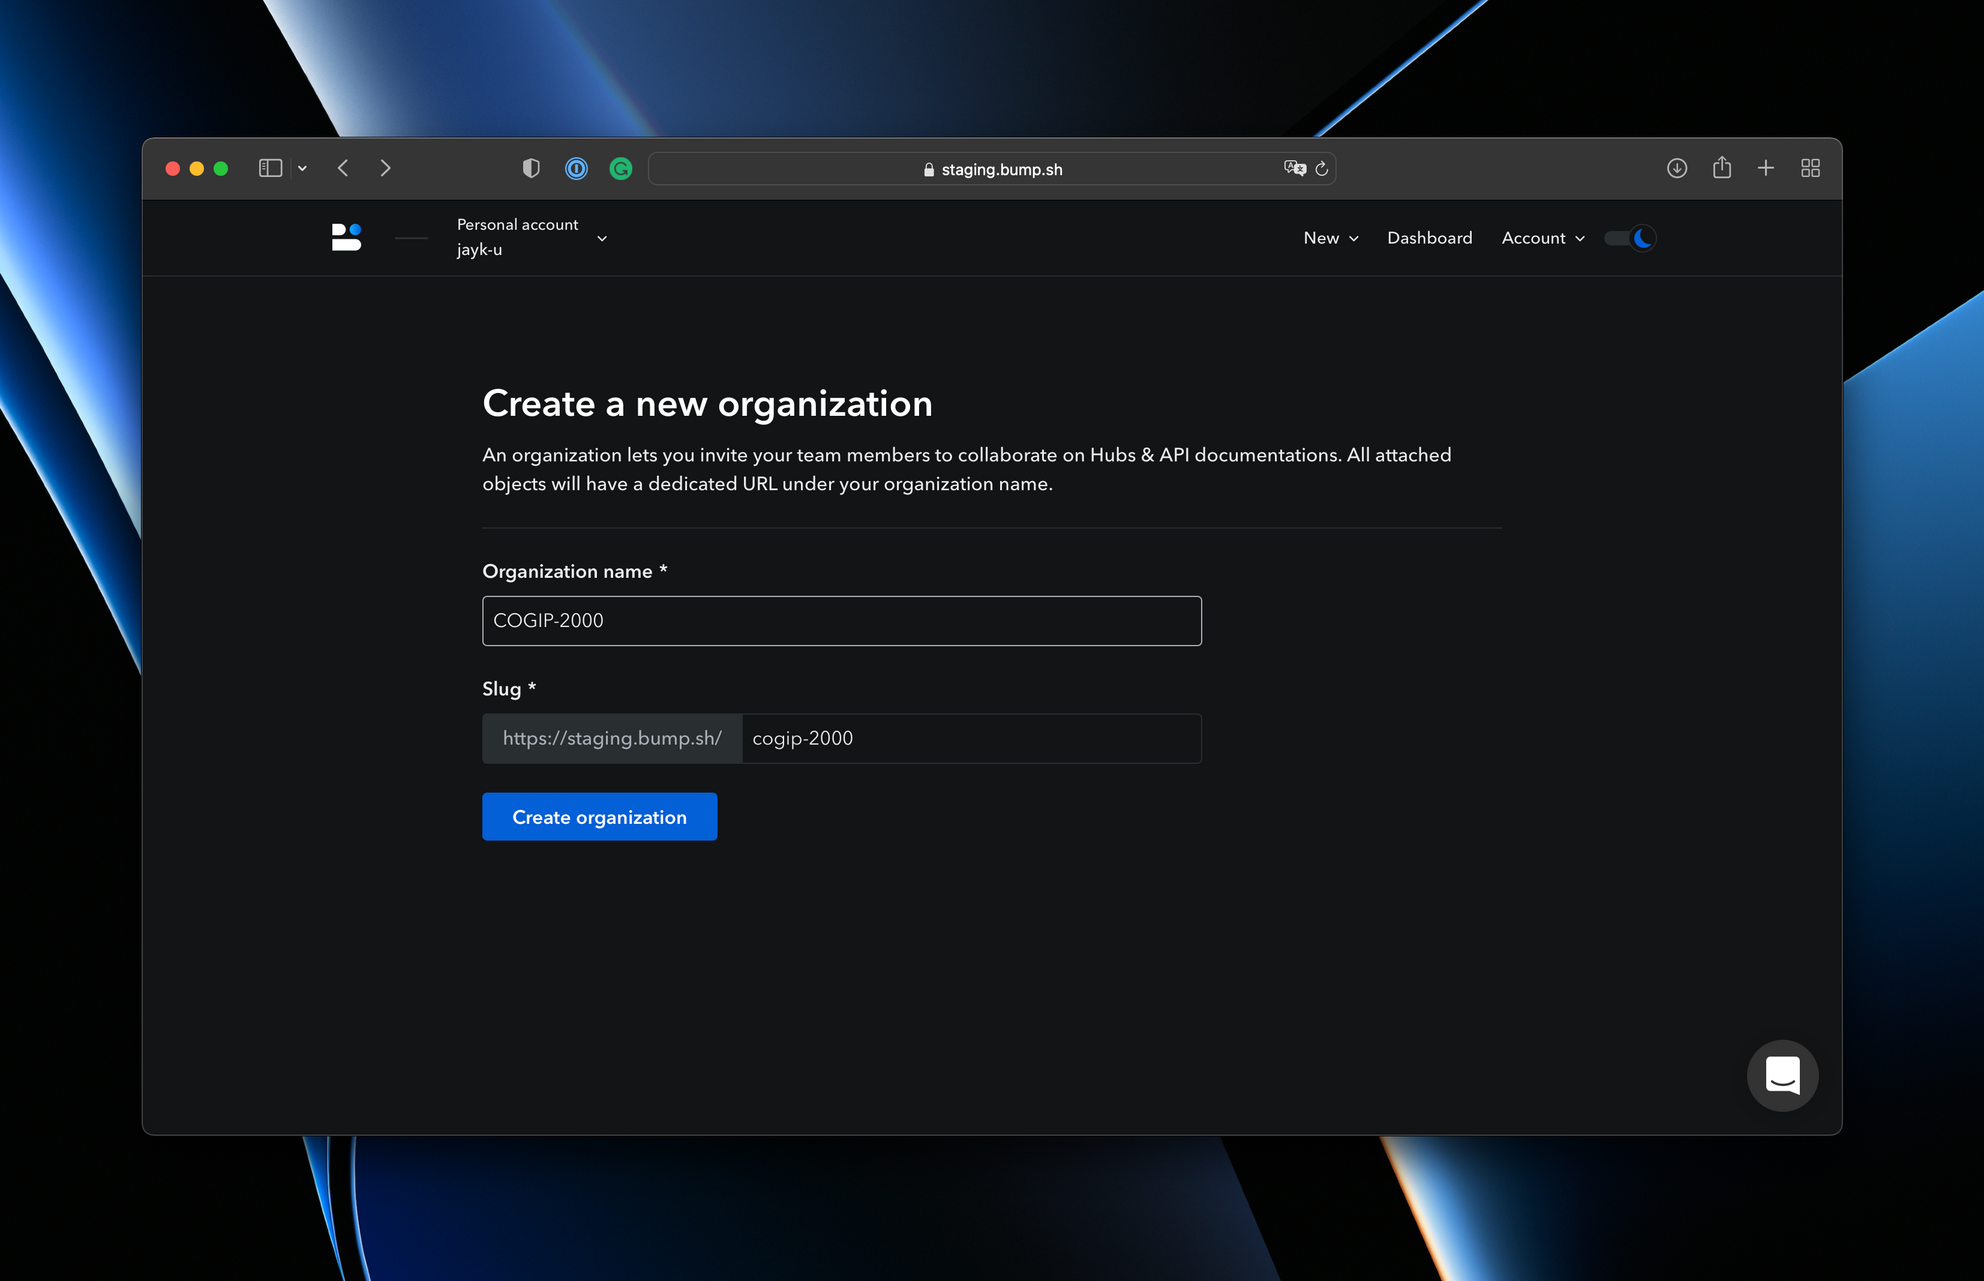 staging.bump.sh
Personal account
jayk-u
New
Dashboard
Account
Create a new organization
An organization lets you invite your team members to collaborate on Hubs & API documentations. All attached
objects will have a dedicated URL under your organization name.
Organization name *
COGIP-2000
Slug *
https://staging.bump.sh/ cogip-2000
Create organization